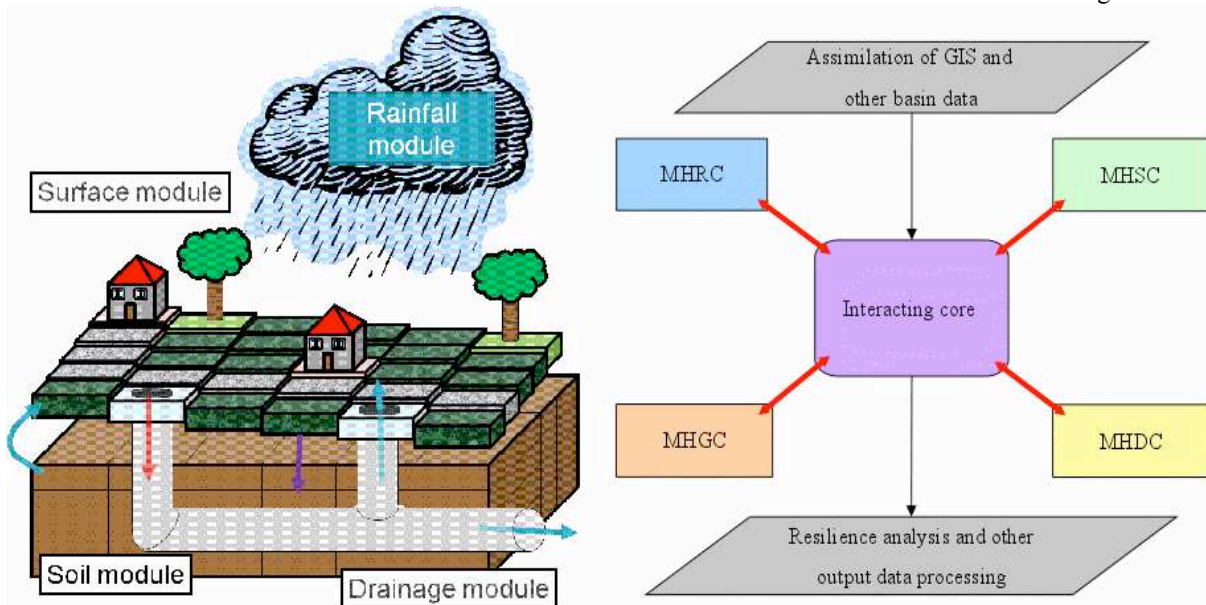 Rainfall
module
Surface module
Soil module
Drainage module
Assimilation of GIS and
other basin data
MHRC
MHSC
Interacting core
MHGC
MHDC
Resilience analysis and other
output data processing